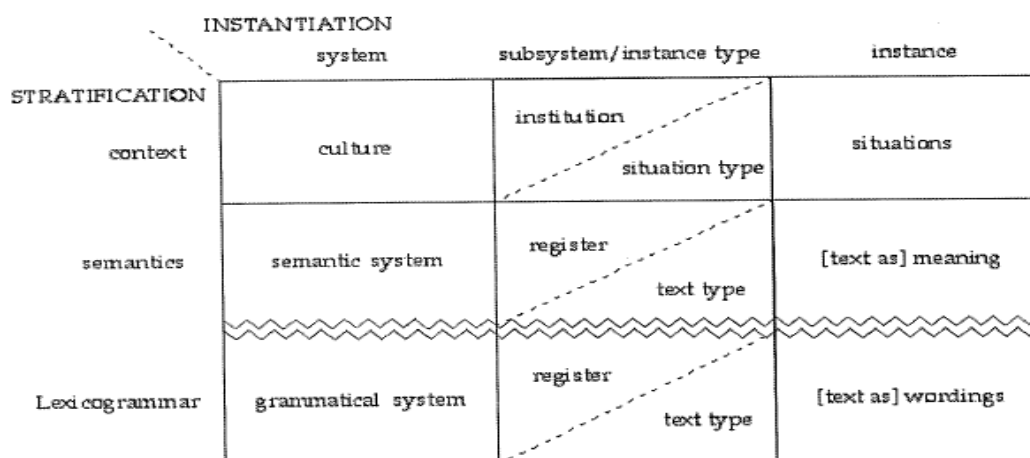 INSTANTIATION
system subsystem/instance type instance
STRATIFICATION
context culture institution situation type situations
semantics semantic system register text type [text as] meaning
Lexicogrammar grammatical system register text type [text as] wordings